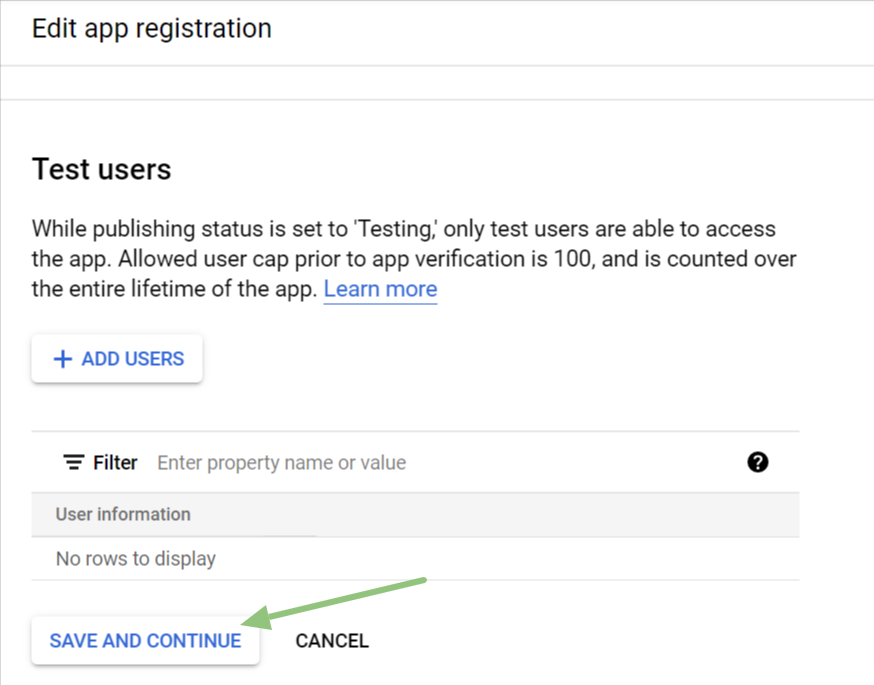 Edit app registration
Test users
While publishing status is set to 'Testing,' only test users are able to access
the app. Allowed user cap prior to app verification is 100, and is counted over
the entire lifetime of the app. Learn more
+ ADD USERS
Filter Enter property name or value ?
User information
No rows to display
SAVE AND CONTINUE CANCEL